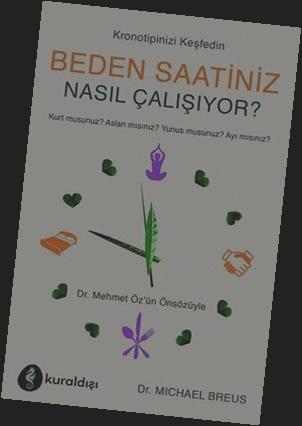 Kronotipinizi Keşfedin
BEDEN SAATİNİZ
NASIL ÇALIŞIYOR?
Kurt musunuz? Aslan mısınız? Yunus musunuz? Ayı mısınız?
Dr. Mehmet Öz'ün Önsözüyle
kuraldışı
Dr. MICHAEL BREUS